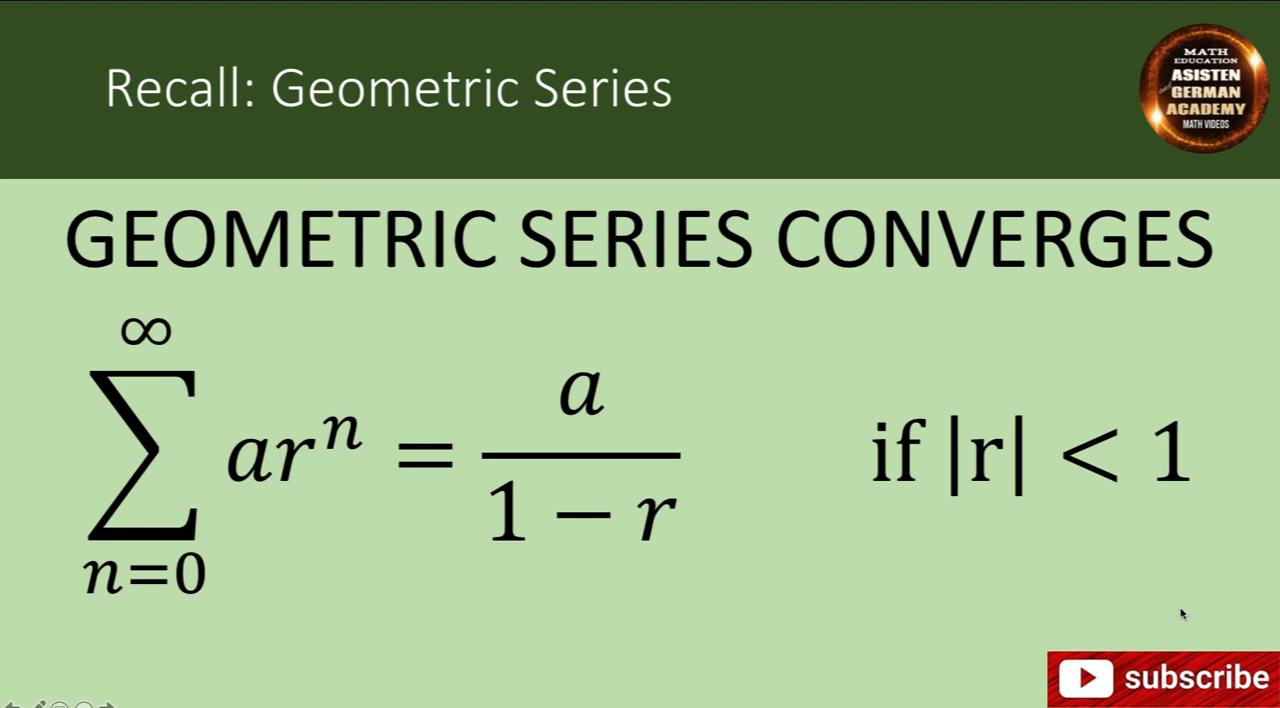 Recall: Geometric Series
MATH
EDUCATION
ASISTEN
GERMAN
ACADEMY
MATH VIDEOS
GEOMETRIC SERIES CONVERGES
∞
∑ arⁿ = a / (1 − r) if |r| < 1
n=0
subscribe